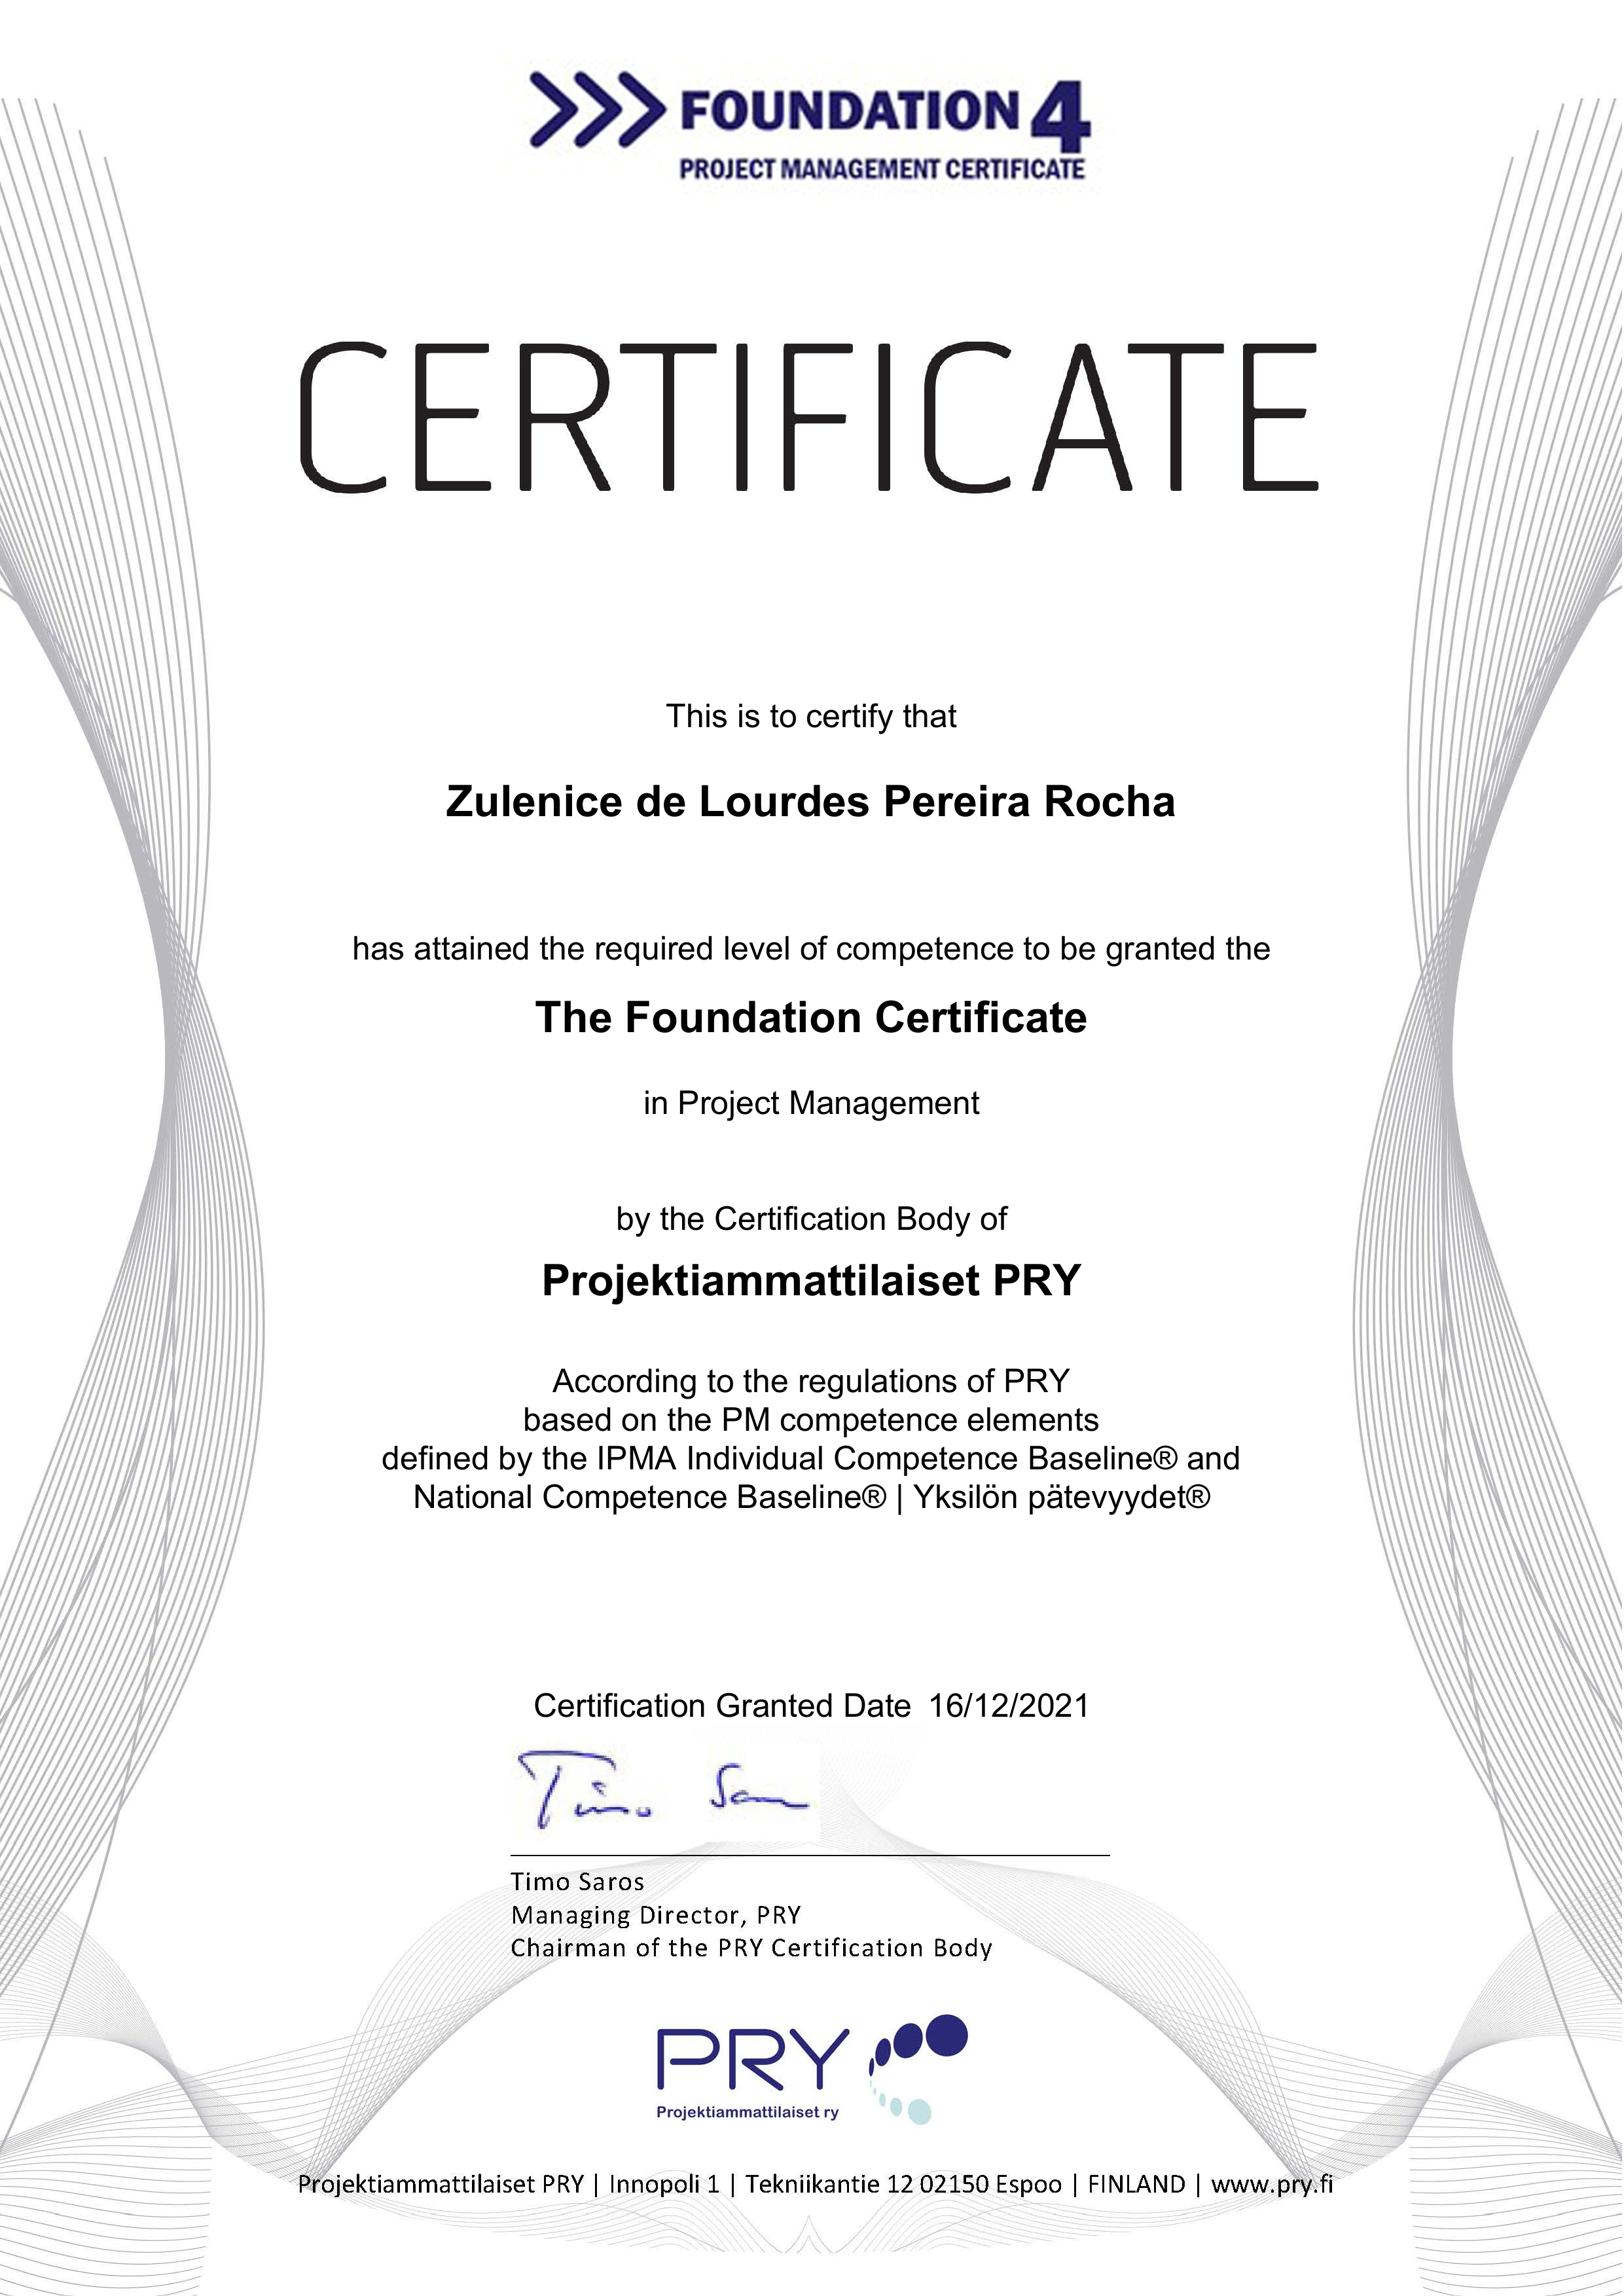 FOUNDATION 4
PROJECT MANAGEMENT CERTIFICATE
CERTIFICATE
This is to certify that
Zulenice de Lourdes Pereira Rocha
has attained the required level of competence to be granted the
The Foundation Certificate
in Project Management
by the Certification Body of
Projektiammattilaiset PRY
According to the regulations of PRY
based on the PM competence elements
defined by the IPMA Individual Competence Baseline® and
National Competence Baseline® | Yksilön pätevyydet®
Certification Granted Date 16/12/2021
Timo Saros
Managing Director, PRY
Chairman of the PRY Certification Body
PRY
Projektiammattilaiset ry
Projektiammattilaiset PRY | Innopoli 1 | Tekniikantie 12 02150 Espoo | FINLAND | www.pry.fi